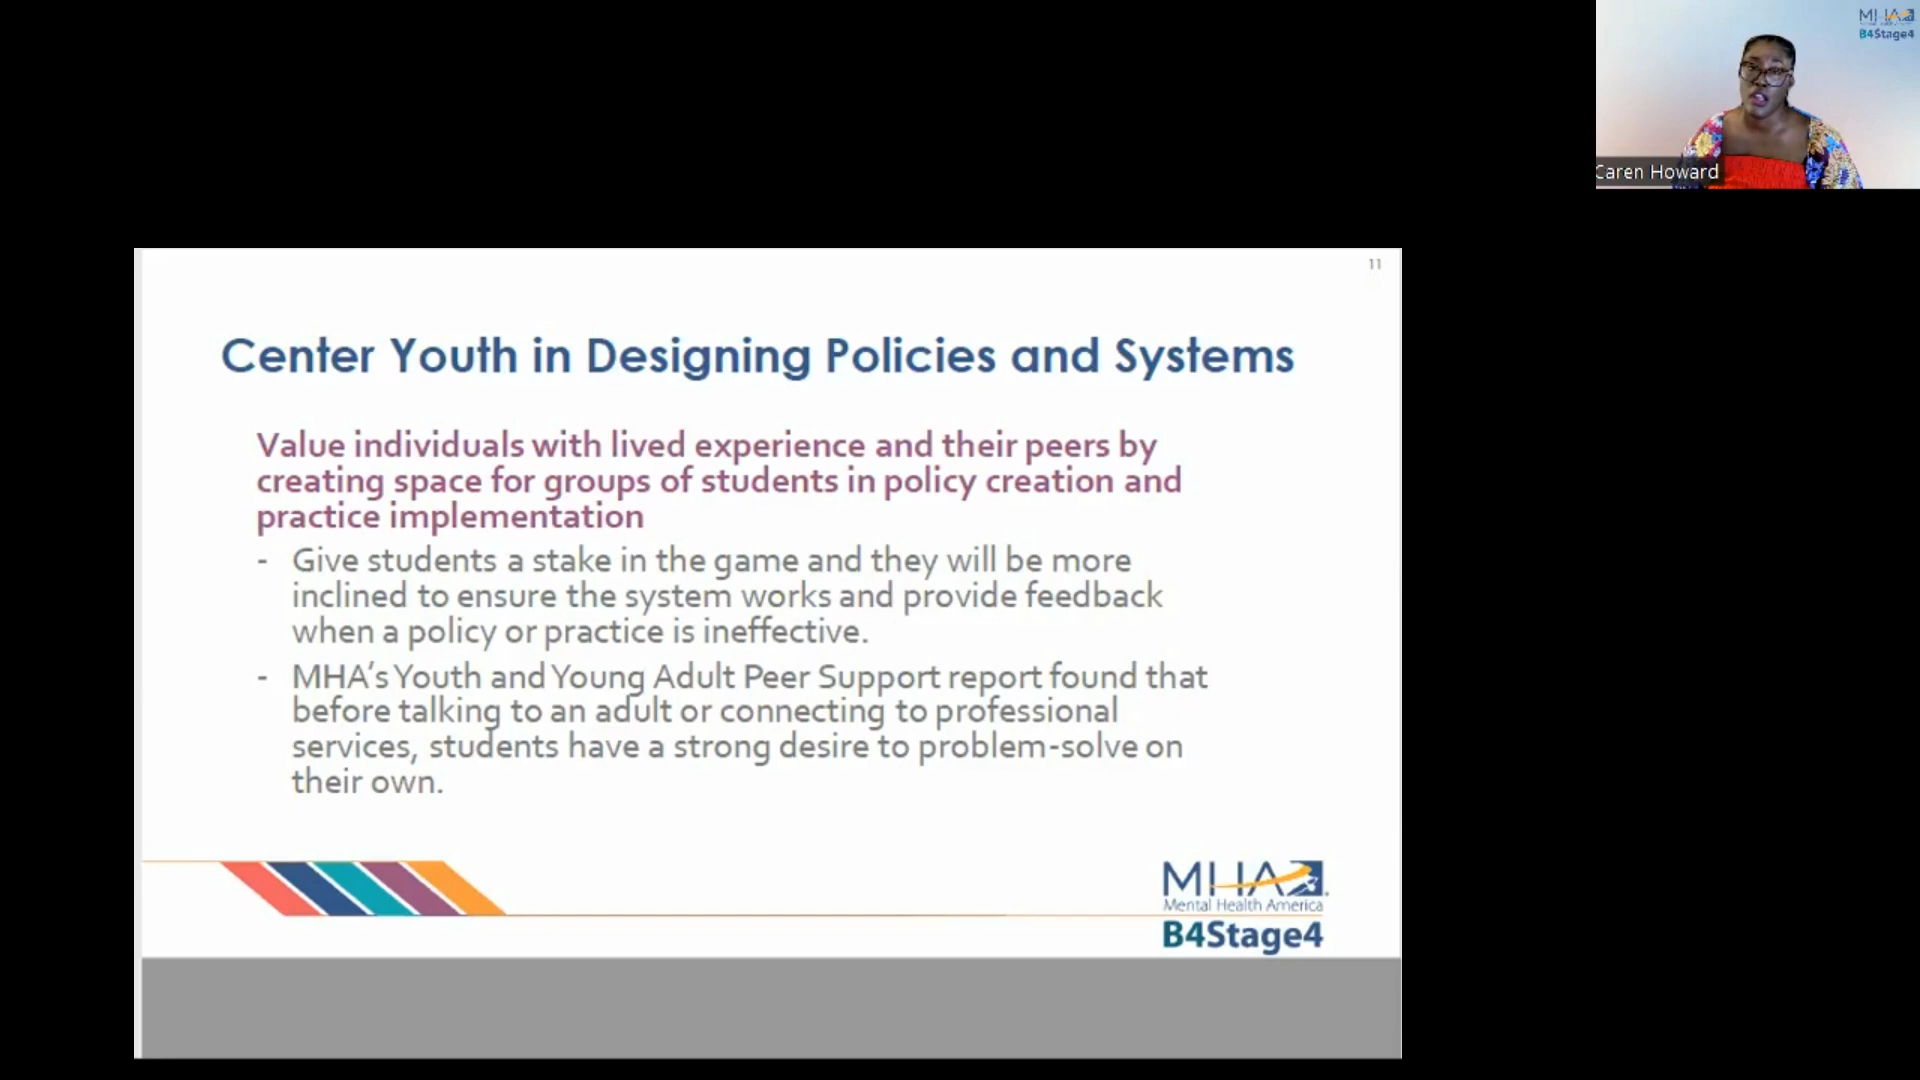 MHA
B4Stage4
Caren Howard
11
Center Youth in Designing Policies and Systems
Value individuals with lived experience and their peers by
creating space for groups of students in policy creation and
practice implementation
- Give students a stake in the game and they will be more
inclined to ensure the system works and provide feedback
when a policy or practice is ineffective.
- MHA's Youth and Young Adult Peer Support report found that
before talking to an adult or connecting to professional
services, students have a strong desire to problem-solve on
their own.
MHA
Mental Health America
B4Stage4